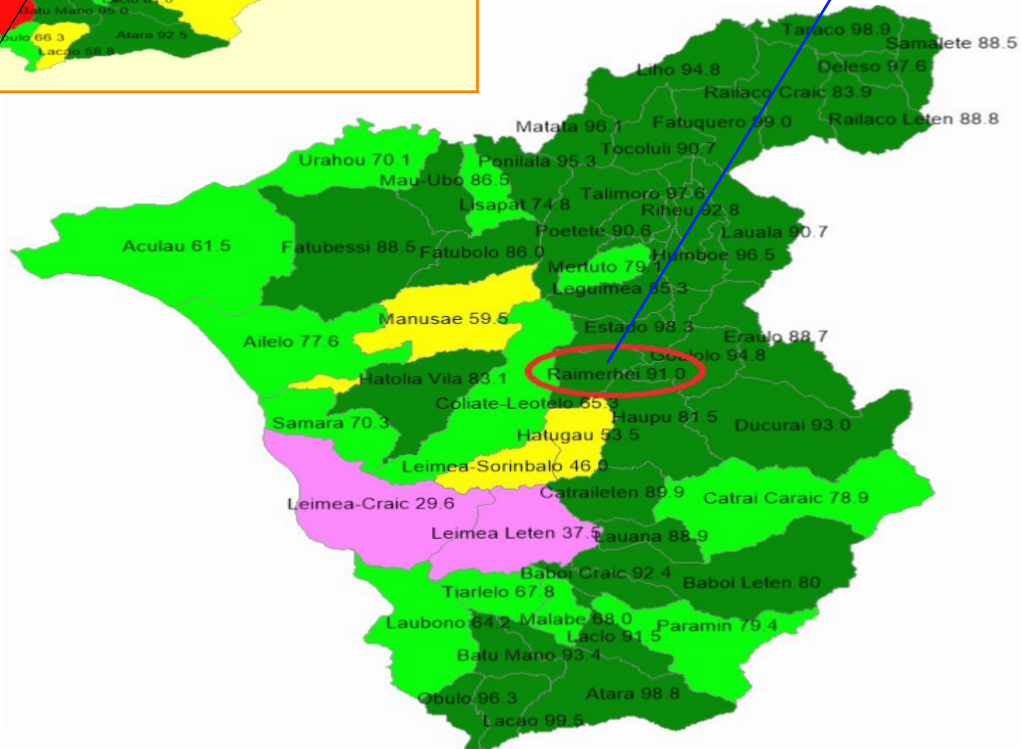 Batu Mano 95.0
Atara 92.5
Lacao 58.8
Taraco 98.9
Samalete 88.5
Deleso 97.6
Liho 94.8
Railaco Craic 83.9
Railaco Leten 88.8
Matata 96.1
Fatuquero 99.0
Tocoluli 90.7
Urahou 70.1
Ponilala 95.3
Mau-Ubo 86.5
Talimoro 97.6
Lisapat 74.8
Riheu 92.8
Poetete 90.6
Lauala 90.7
Aculau 61.5
Fatubessi 88.5
Fatubolo 86.0
Humboe 96.5
Mertuto 79.1
Leguimea 85.3
Manusae 59.5
Estado 98.3
Eraulo 88.7
Ailelo 77.6
94.8
Raimerhei 91.0
Hatolia Vila 83.1
Coliate-Leotelo 65.3
Haupu 81.5
Samara 70.3
Ducurai 93.0
Hatugau 53.5
Leimea-Sorinbalo 46.0
Catraileten 89.9
Catrai Caraic 78.9
Leimea-Craic 29.6
Leimea Leten 37.5
Lauana 88.9
Baboi Craic 92.4
Baboi Leten 80
Tiarlelo 67.8
Laubono 64.2
Malabe 68.0
Paramin 79.4
Laclo 91.5
Batu Mano 93.4
Obulo 96.3
Atara 98.8
Lacao 99.5